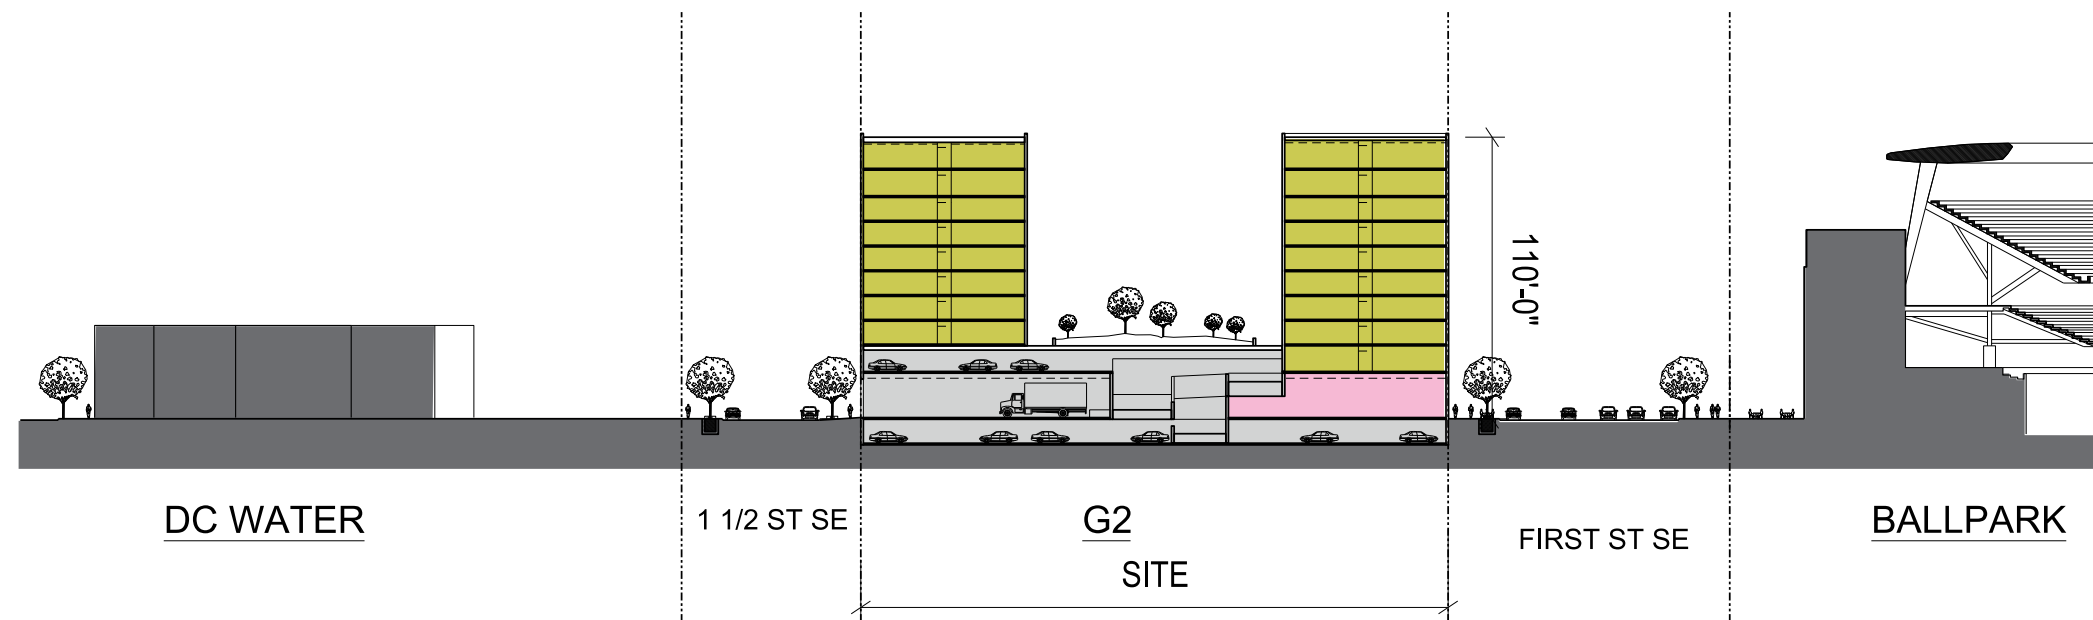 110'-0"
DC WATER
1 1/2 ST SE
G2
SITE
FIRST ST SE
BALLPARK